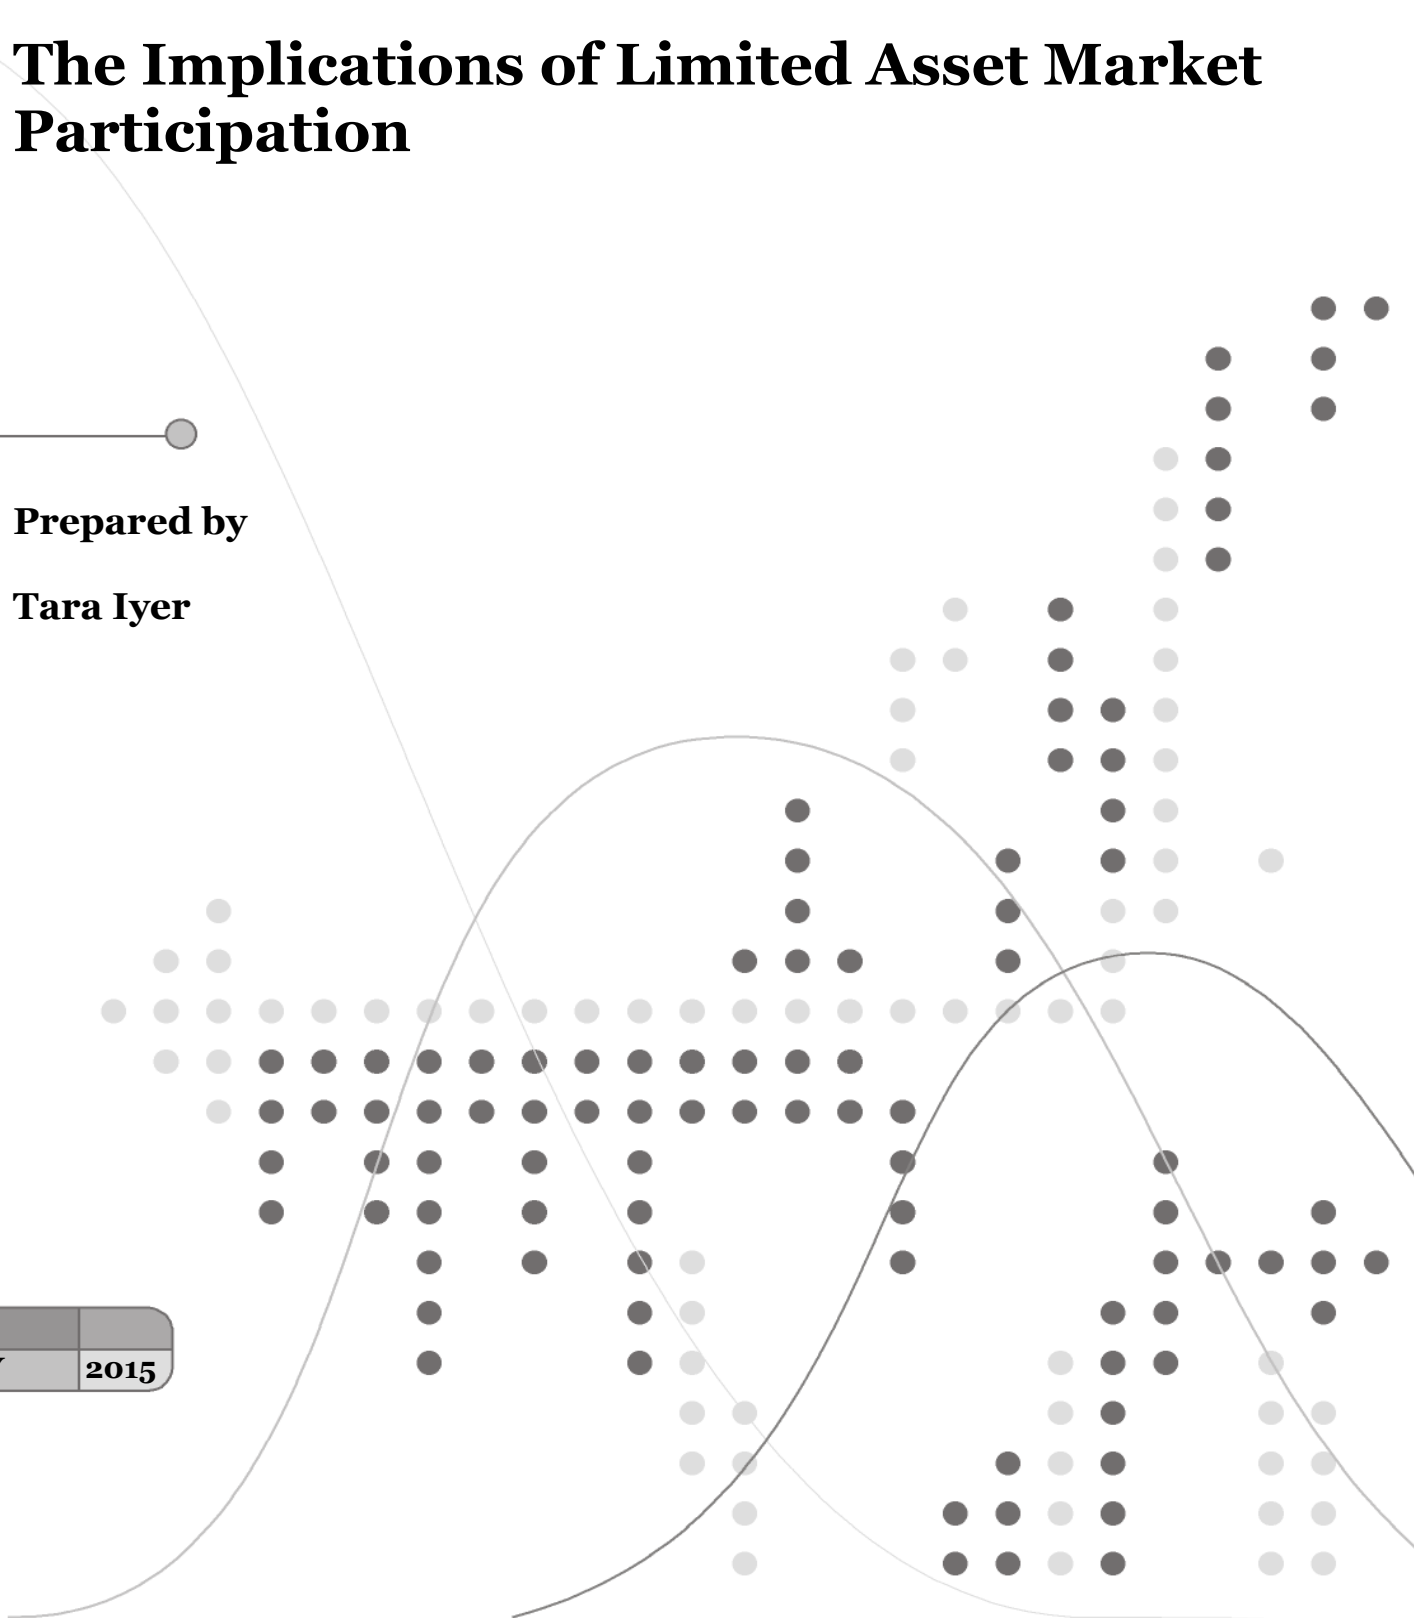 The Implications of Limited Asset Market
Participation
Prepared by
Tara Iyer
2015